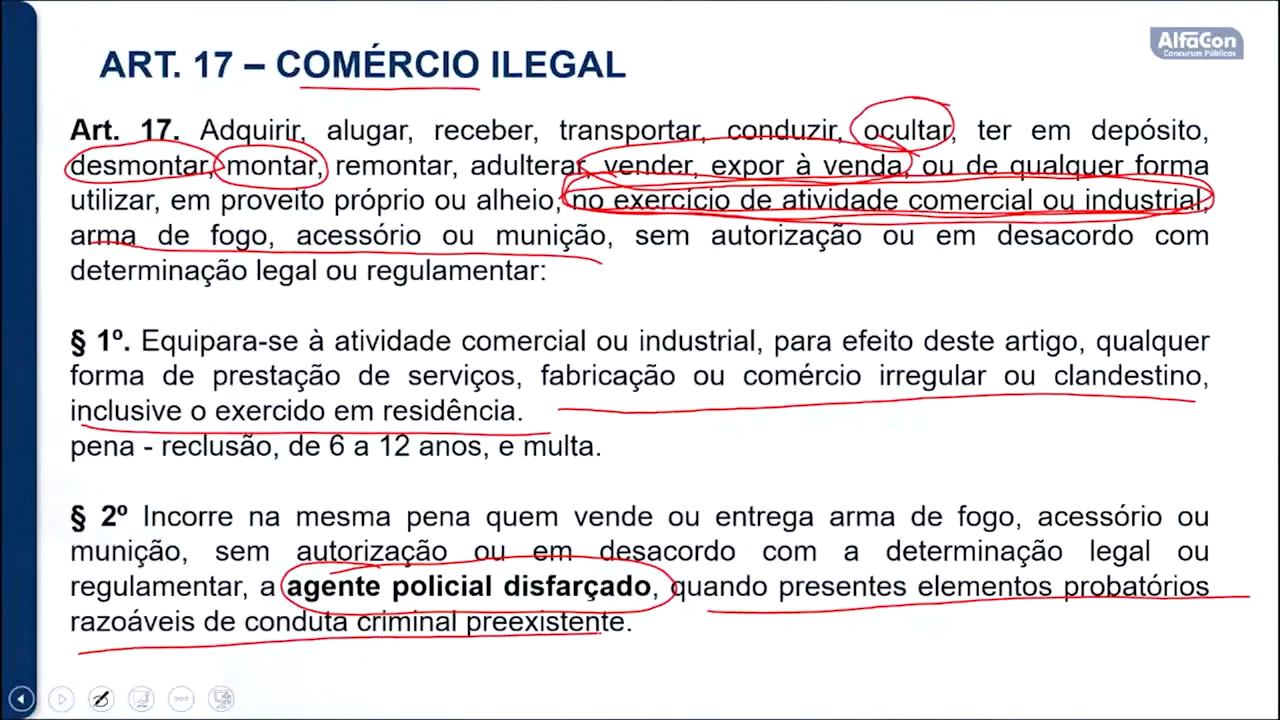 AlfaCon
Concursos Públicos
ART. 17 – COMÉRCIO ILEGAL
Art. 17. Adquirir, alugar, receber, transportar, conduzir, ocultar, ter em depósito,
desmontar, montar, remontar, adulterar, vender, expor à venda, ou de qualquer forma
utilizar, em proveito próprio ou alheio, no exercício de atividade comercial ou industrial,
arma de fogo, acessório ou munição, sem autorização ou em desacordo com
determinação legal ou regulamentar:
§ 1º. Equipara-se à atividade comercial ou industrial, para efeito deste artigo, qualquer
forma de prestação de serviços, fabricação ou comércio irregular ou clandestino,
inclusive o exercido em residência.
pena - reclusão, de 6 a 12 anos, e multa.
§ 2º Incorre na mesma pena quem vende ou entrega arma de fogo, acessório ou
munição, sem autorização ou em desacordo com a determinação legal ou
regulamentar, a agente policial disfarçado, quando presentes elementos probatórios
razoáveis de conduta criminal preexistente.